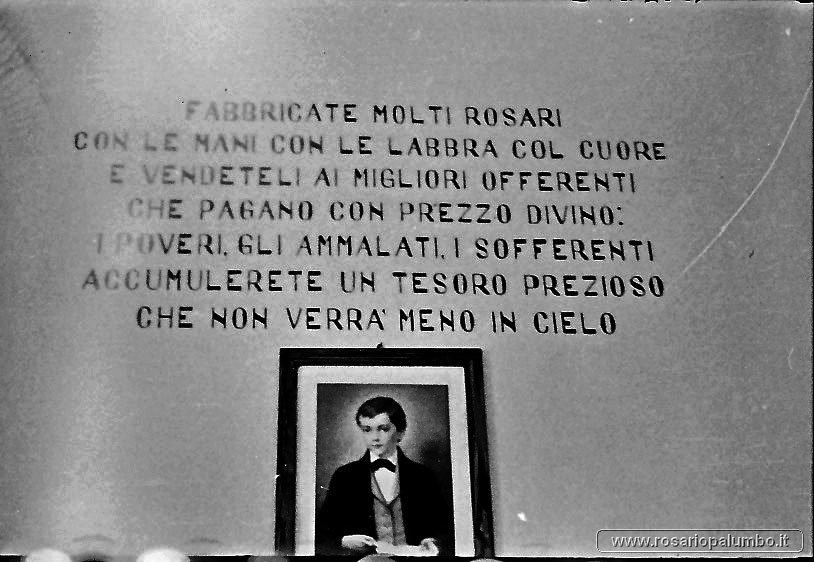 FABBRICATE MOLTI ROSARI
CON LE MANI CON LE LABBRA COL CUORE
E VENDETELI AI MIGLIORI OFFERENTI
CHE PAGANO CON PREZZO DIVINO:
I POVERI, GLI AMMALATI, I SOFFERENTI
ACCUMULERETE UN TESORO PREZIOSO
CHE NON VERRA' MENO IN CIELO
www.rosariopalumbo.it